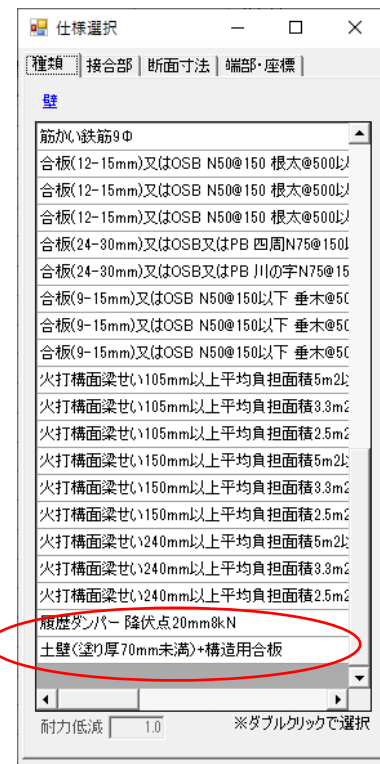 仕様選択
種類 接合部 断面寸法 端部・座標
壁
筋かい鉄筋9Φ
合板(12-15mm)又はOSB N50@150 根太@500以
合板(12-15mm)又はOSB N50@150 根太@500以
合板(12-15mm)又はOSB N50@150 根太@500以
合板(24-30mm)又はOSB又はPB 四周N75@150
合板(24-30mm)又はOSB又はPB 川の字N75@15
合板(9-15mm)又はOSB N50@150以下 垂木@50
合板(9-15mm)又はOSB N50@150以下 垂木@50
合板(9-15mm)又はOSB N50@150以下 垂木@50
火打構面梁せい105mm以上平均負担面積5m2以
火打構面梁せい105mm以上平均負担面積3.3m2
火打構面梁せい105mm以上平均負担面積2.5m2
火打構面梁せい150mm以上平均負担面積5m2以
火打構面梁せい150mm以上平均負担面積3.3m2
火打構面梁せい150mm以上平均負担面積2.5m2
火打構面梁せい240mm以上平均負担面積5m2以
火打構面梁せい240mm以上平均負担面積3.3m2
火打構面梁せい240mm以上平均負担面積2.5m2
履歴ダンパー 降伏点20mm8kN
土壁(塗り厚70mm未満)+構造用合板
耐力低減 1.0 ※ダブルクリックで選択